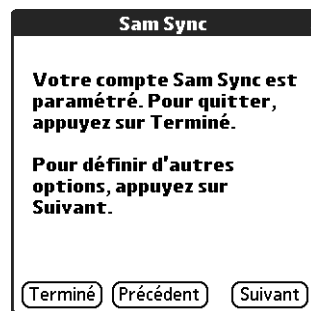 Sam Sync
Votre compte Sam Sync est
paramétré. Pour quitter,
appuyez sur Terminé.
Pour définir d'autres
options, appuyez sur
Suivant.
Terminé Précédent Suivant